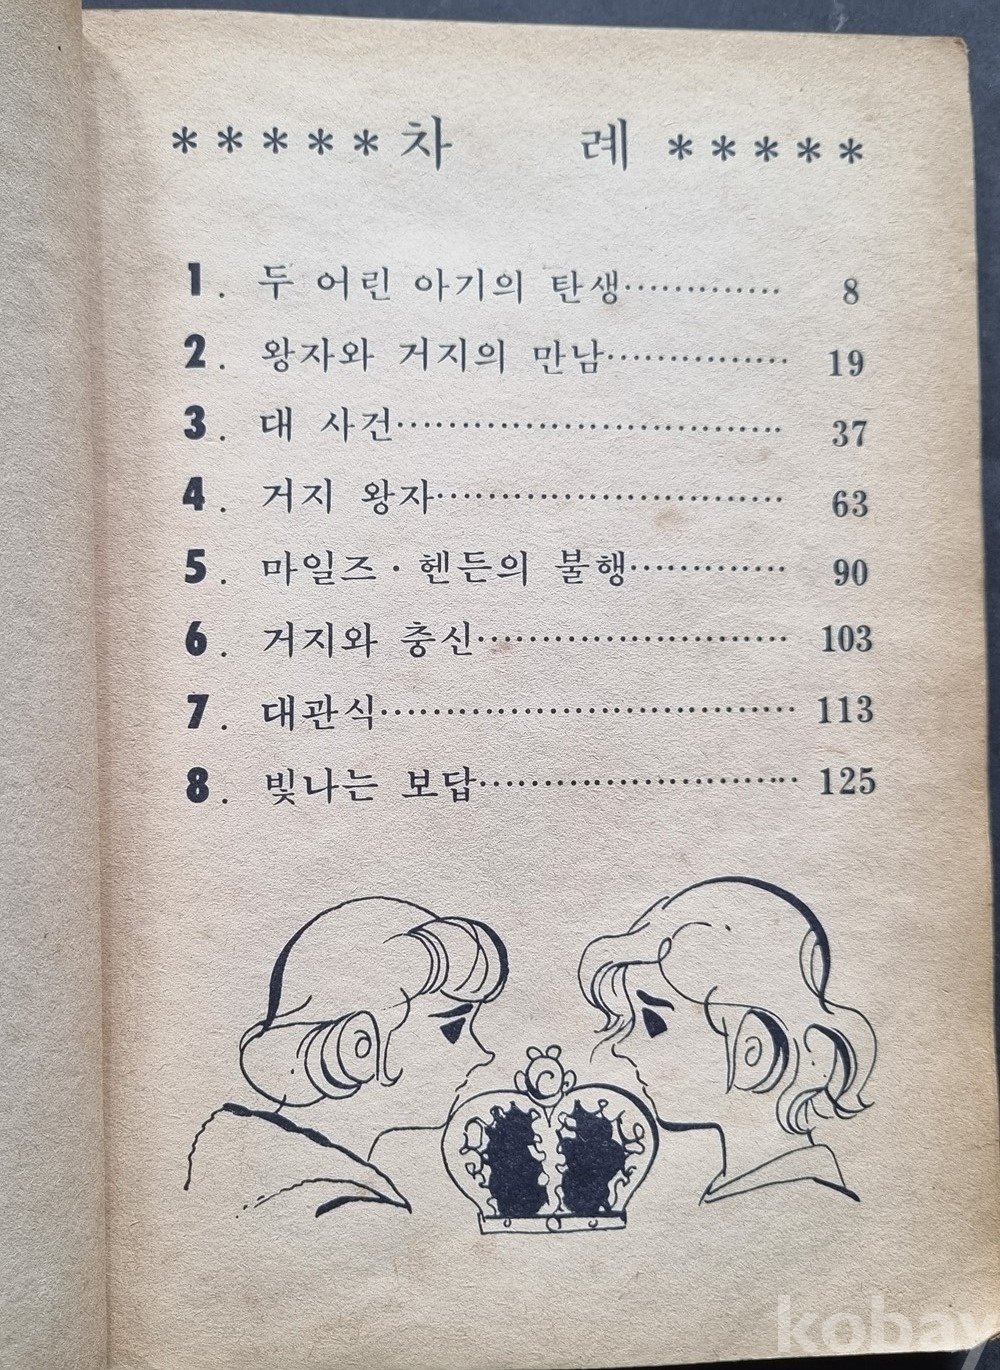 *****차 례*****
1. 두 어린 아기의 탄생············· 8
2. 왕자와 거지의 만남··············· 19
3. 대 사건································ 37
4. 거지 왕자····························· 63
5. 마일즈·헨든의 불행············· 90
6. 거지와 충신·························· 103
7. 대관식·································· 113
8. 빛나는 보답·························· 125
kobay